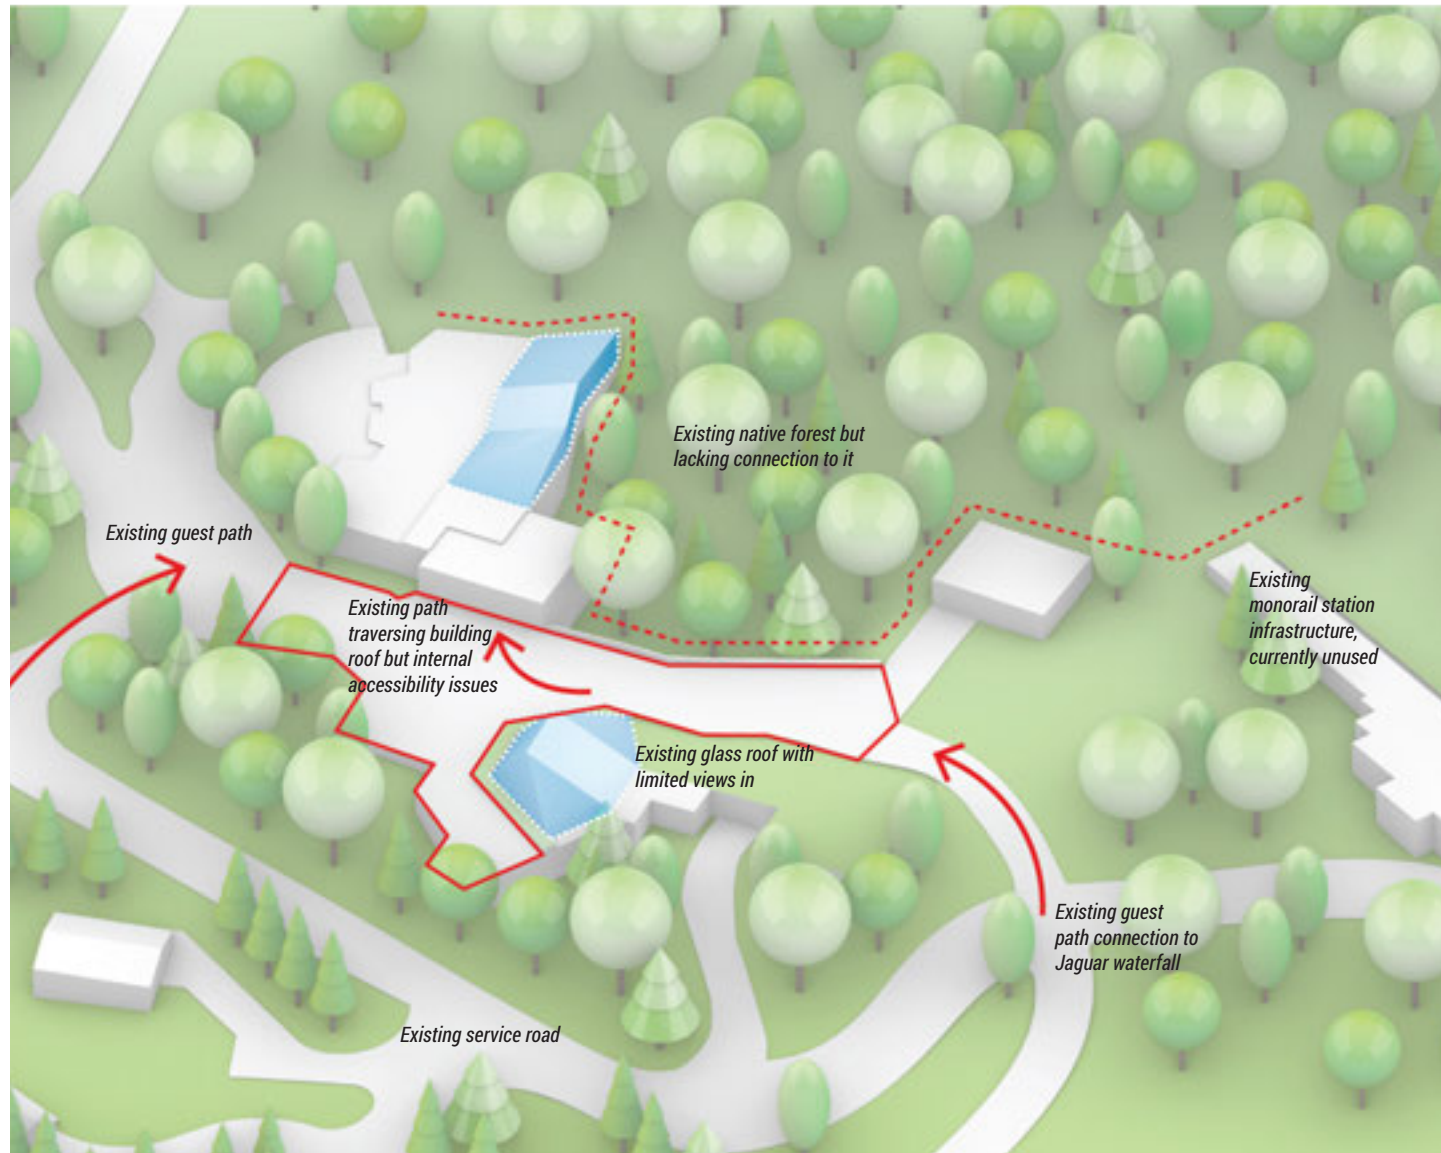 Existing native forest but
lacking connection to it
Existing guest path
Existing path
traversing building
roof but internal
accessibility issues
Existing
monorail station
infrastructure,
currently unused
Existing glass roof with
limited views in
Existing guest
path connection to
Jaguar waterfall
Existing service road